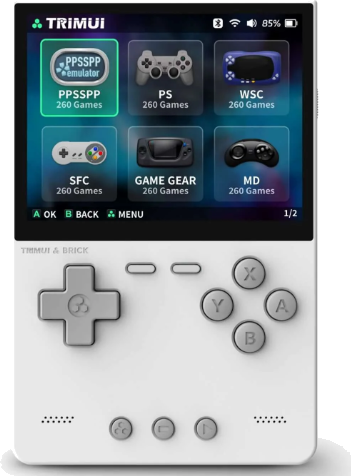 TRIMUI
85%
PPSSPP
emulator
PPSSPP
260 Games
PS
260 Games
WSC
260 Games
SFC
260 Games
GAME GEAR
260 Games
MD
260 Games
A OK B BACK MENU
1/2
TRIMUI & BRICK
X
Y
A
B